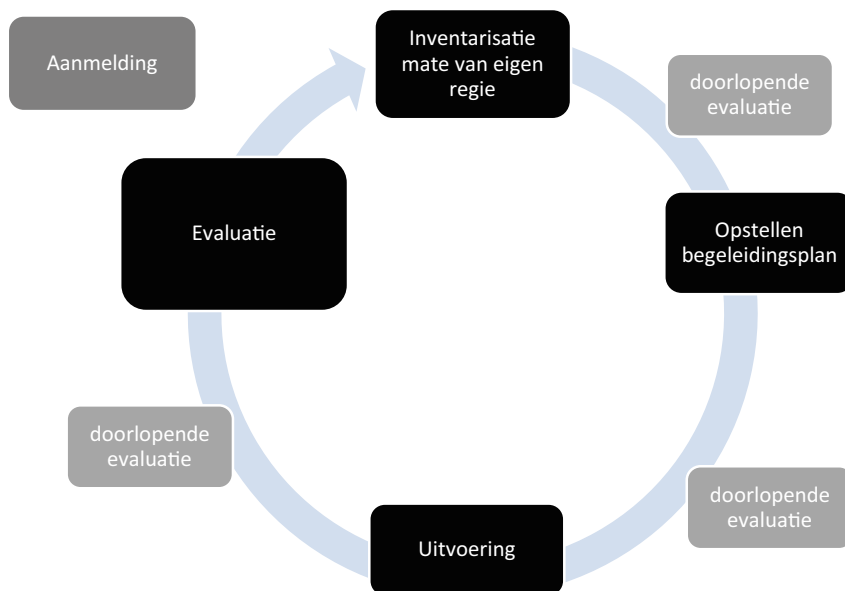 Aanmelding
Inventarisatie
mate van eigen
regie
doorlopende
evaluatie
Opstellen
begeleidingsplan
doorlopende
evaluatie
Uitvoering
doorlopende
evaluatie
Evaluatie